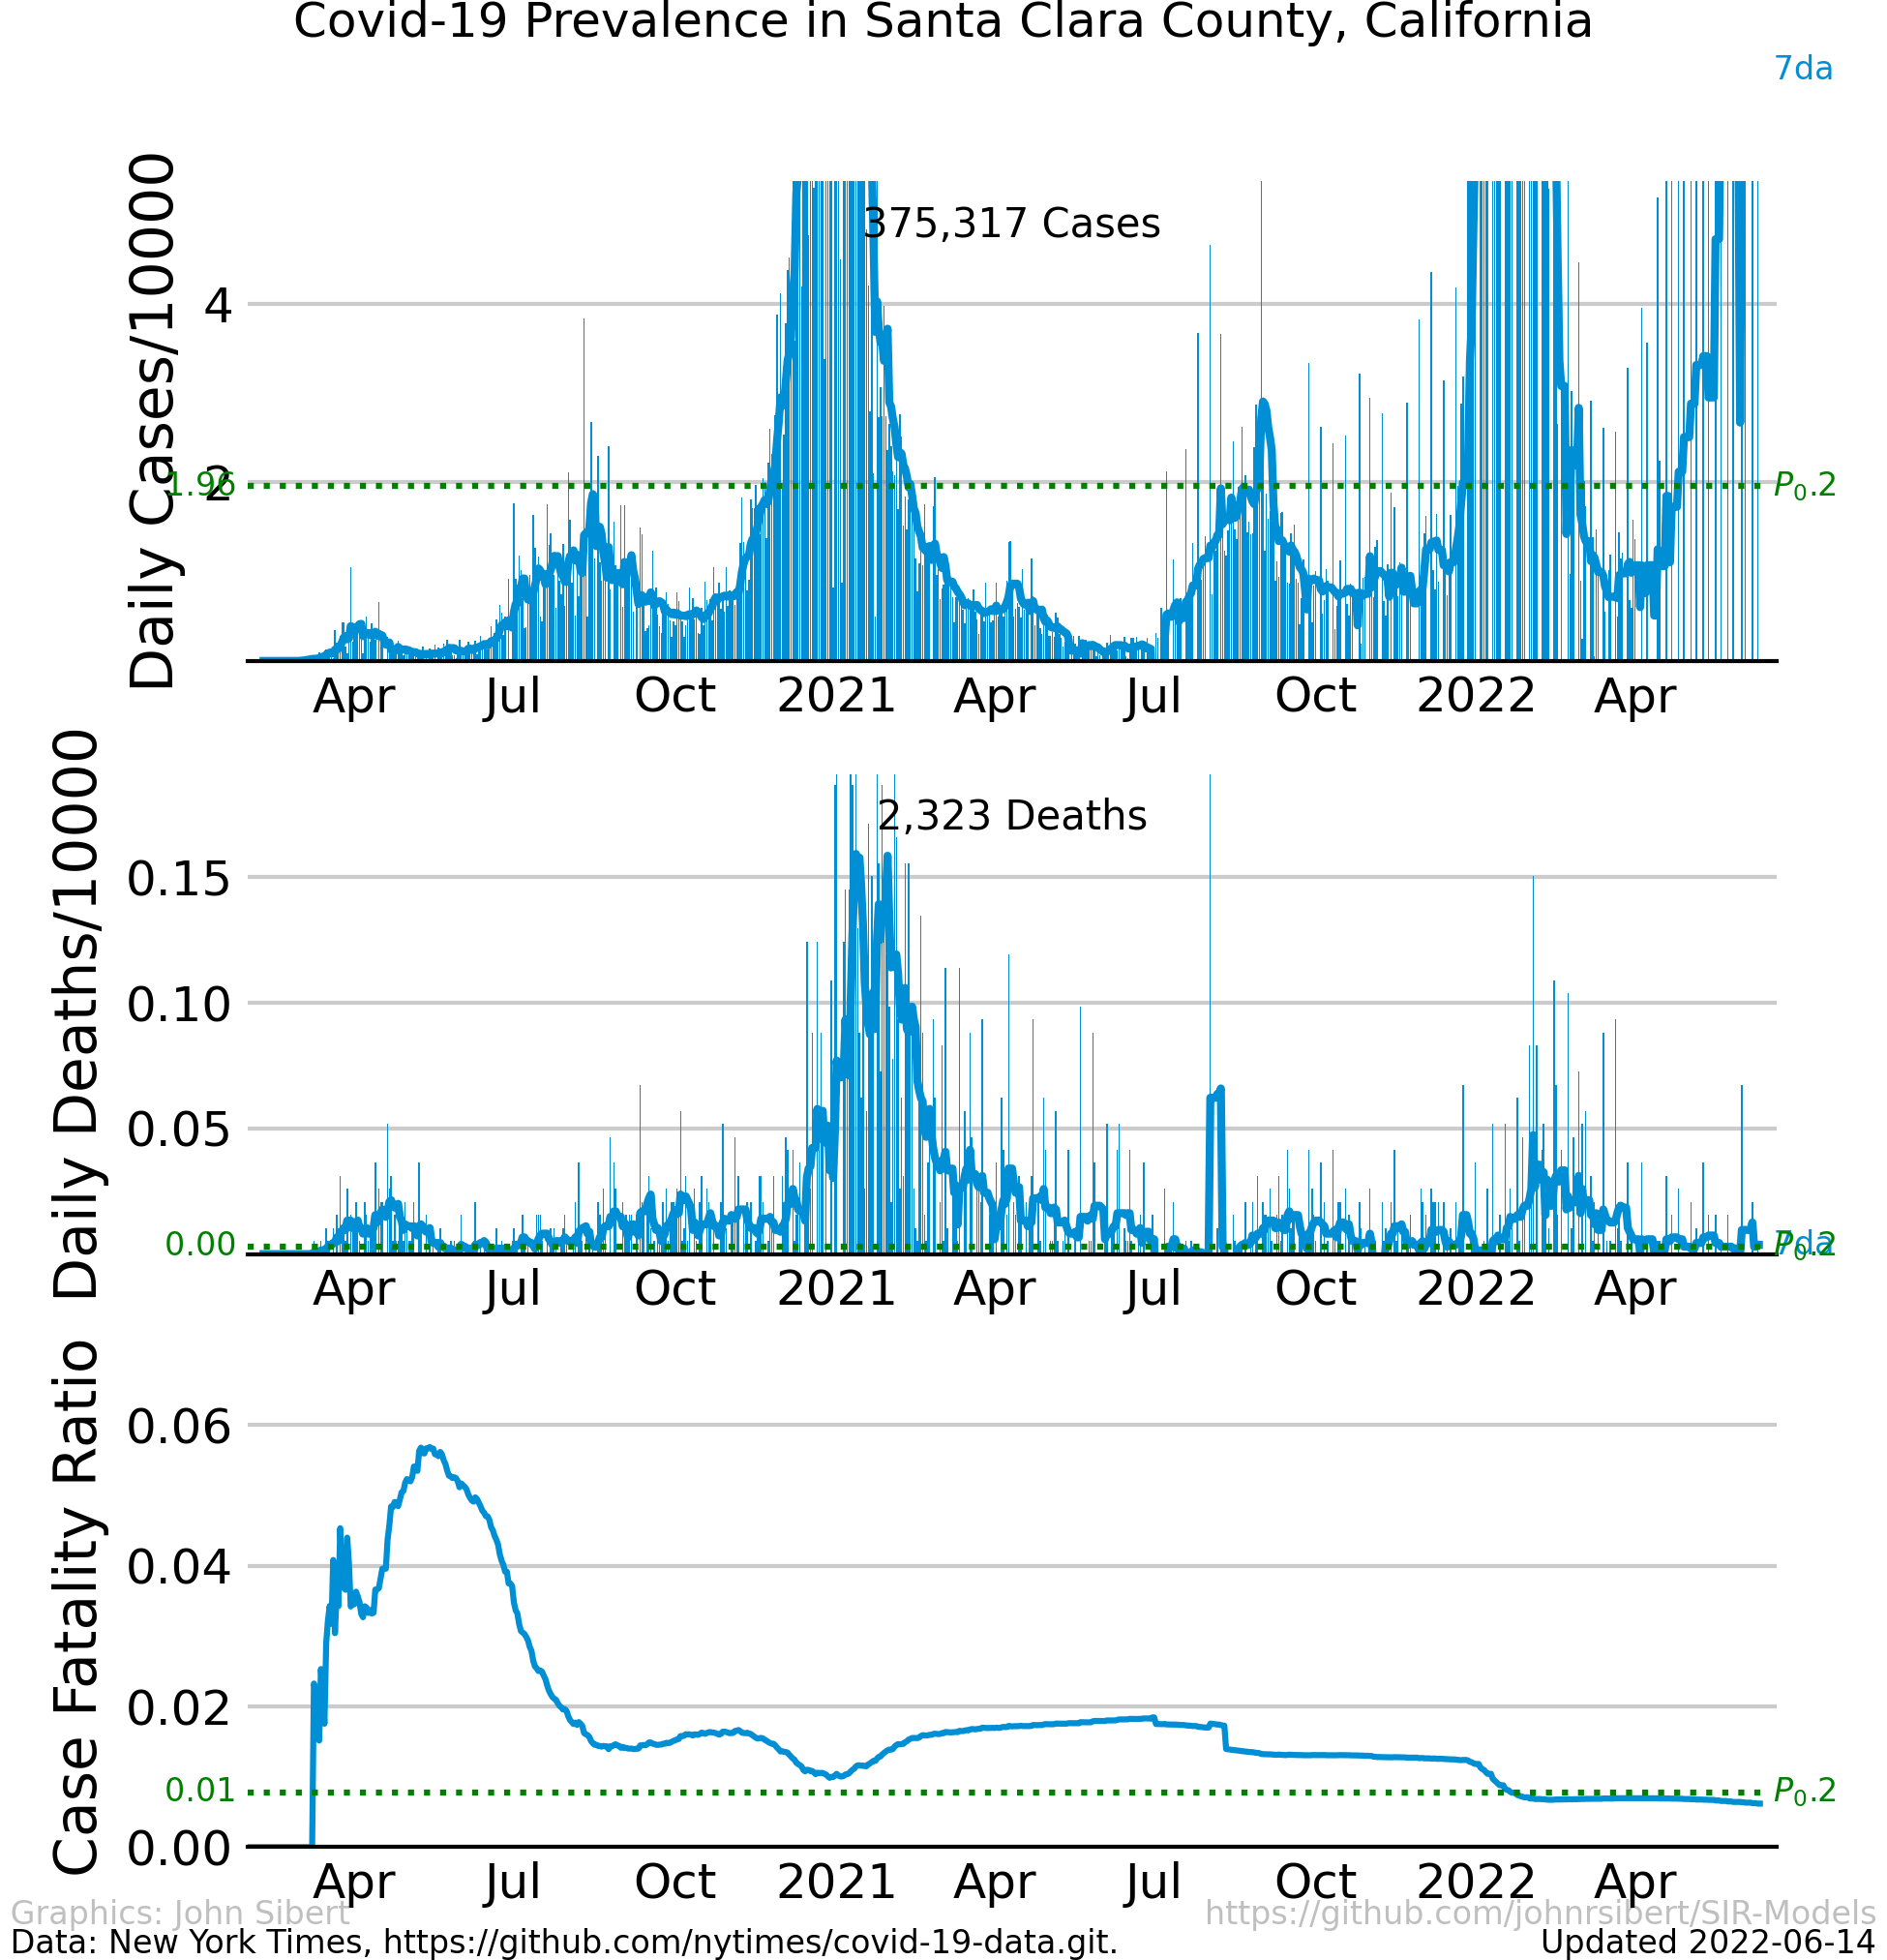 Covid-19 Prevalence in Santa Clara County, California
7da
Daily Cases/10000
375,317 Cases
4
2
1.96
P0.2
Apr Jul Oct 2021 Apr Jul Oct 2022 Apr
Daily Deaths/10000
2,323 Deaths
0.15
0.10
0.05
0.00
P0.2
7da
Apr Jul Oct 2021 Apr Jul Oct 2022 Apr
Case Fatality Ratio
0.06
0.04
0.02
0.01
P0.2
0.00
Apr Jul Oct 2021 Apr Jul Oct 2022 Apr
Graphics: John Sibert
https://github.com/johnrsibert/SIR-Models
Data: New York Times, https://github.com/nytimes/covid-19-data.git.
Updated 2022-06-14